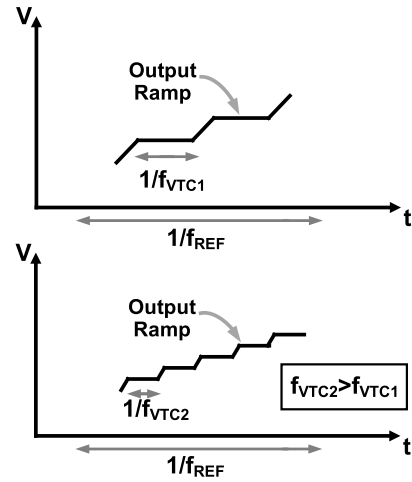 V
Output
Ramp
1/fVTC1
t
1/fREF
V
Output
Ramp
fVTC2>fVTC1
1/fVTC2
t
1/fREF